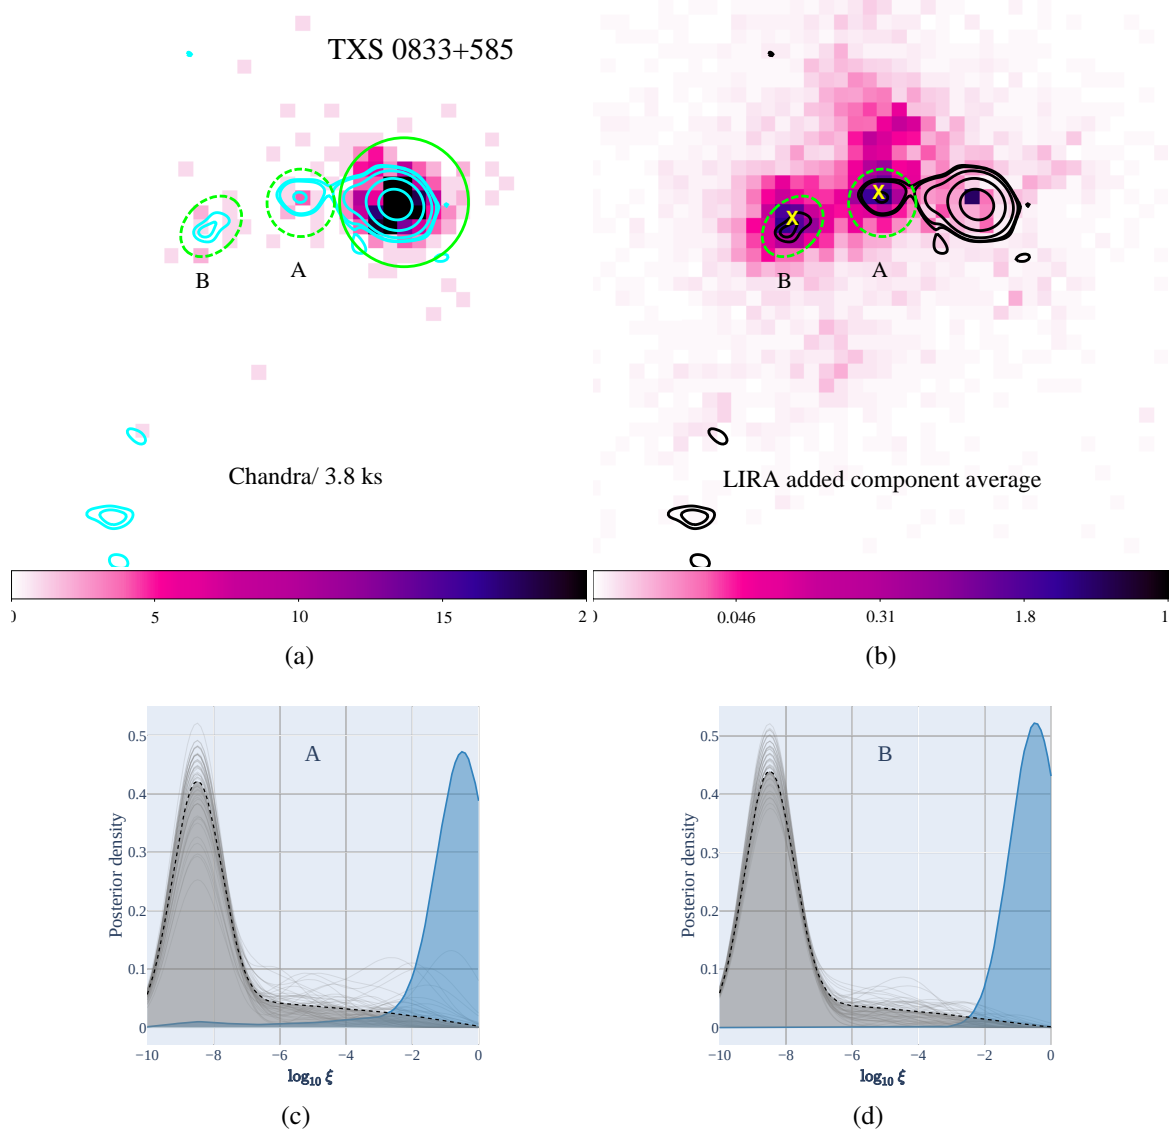 TXS 0833+585
B
A
Chandra/ 3.8 ks
0 5 10 15 2
(a)
X
X
B
A
LIRA added component average
0.046 0.31 1.8 1
(b)
A
Posterior density
0.5
0.4
0.3
0.2
0.1
0
−10 −8 −6 −4 −2 0
log₁₀ ξ
(c)
B
Posterior density
0.5
0.4
0.3
0.2
0.1
0
−10 −8 −6 −4 −2 0
log₁₀ ξ
(d)